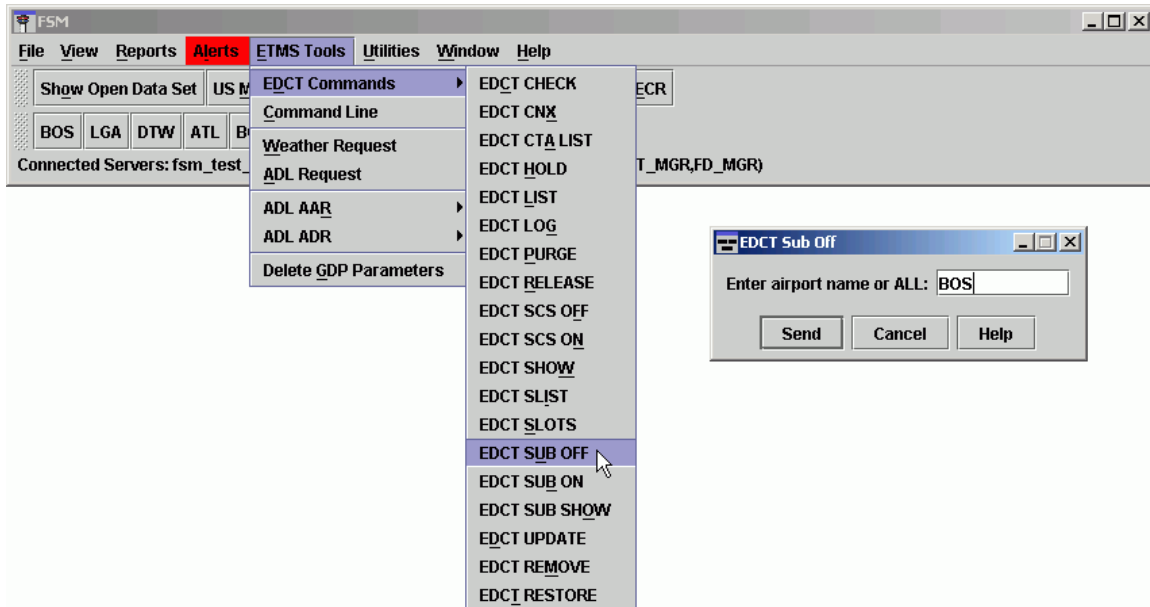 FSM
File View Reports Alerts ETMS Tools Utilities Window Help
Show Open Data Set US ECR
BOS LGA DTW ATL
Connected Servers: fsm_test_ T_MGR,FD_MGR)
EDCT Commands
Command Line
Weather Request
ADL Request
ADL AAR
ADL ADR
Delete GDP Parameters
EDCT CHECK
EDCT CNX
EDCT CTA LIST
EDCT HOLD
EDCT LIST
EDCT LOG
EDCT PURGE
EDCT RELEASE
EDCT SCS OFF
EDCT SCS ON
EDCT SHOW
EDCT SLIST
EDCT SLOTS
EDCT SUB OFF
EDCT SUB ON
EDCT SUB SHOW
EDCT UPDATE
EDCT REMOVE
EDCT RESTORE
EDCT Sub Off
Enter airport name or ALL: BOS
Send Cancel Help